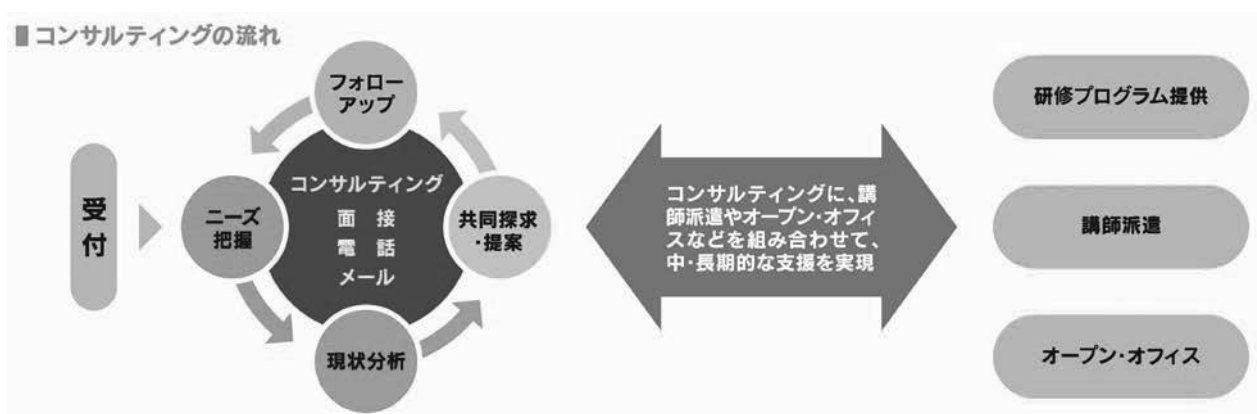 ■コンサルティングの流れ
受
付
フォロー
アップ
ニーズ
把握
コンサルティング
面 接
電 話
メール
共同探求
・提案
現状分析
コンサルティングに、講
師派遣やオープン・オフィ
スなどを組み合わせて、
中・長期的な支援を実現
研修プログラム提供
講師派遣
オープン・オフィス